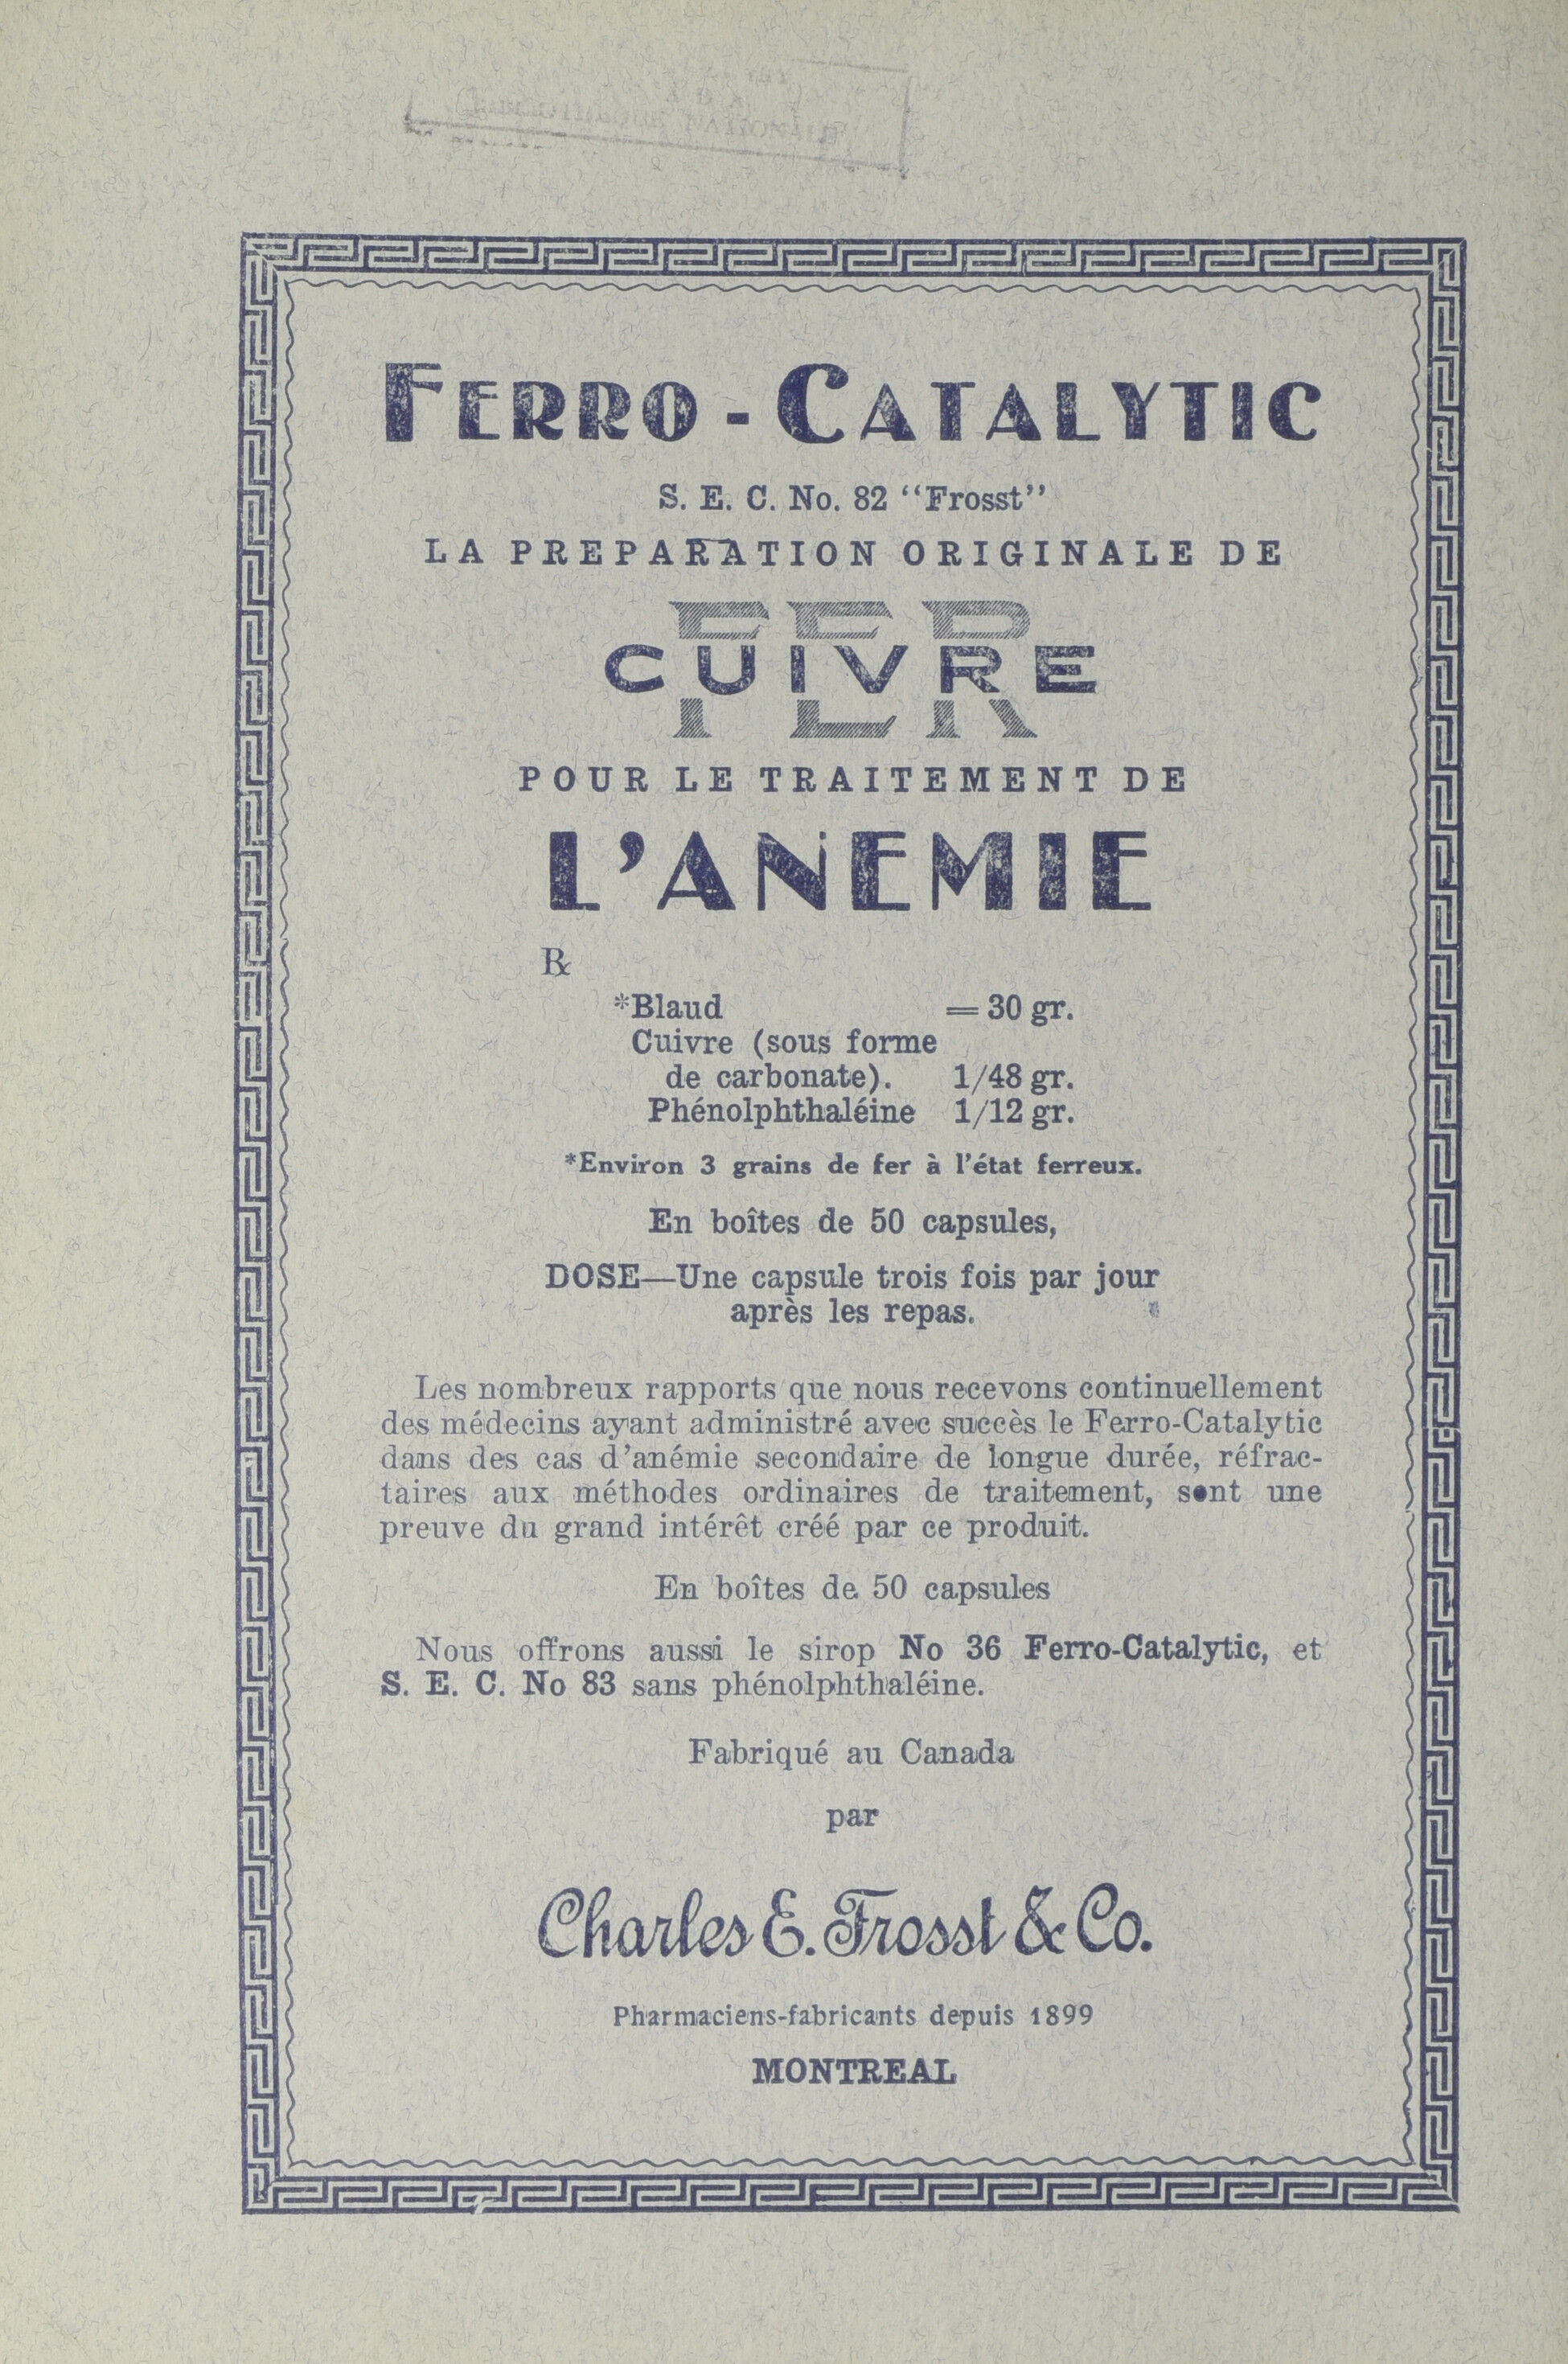 FERRO - CATALYTIC
S. E. C. No. 82 “Frosst”
LA PREPARATION ORIGINALE DE
FER
CUIVRE
POUR LE TRAITEMENT DE
L’ANEMIE
℞
*Blaud = 30 gr.
Cuivre (sous forme
de carbonate). 1/48 gr.
Phénolphthaléine 1/12 gr.
*Environ 3 grains de fer à l’état ferreux.
En boîtes de 50 capsules,
DOSE—Une capsule trois fois par jour
après les repas.
Les nombreux rapports que nous recevons continuellement
des médecins ayant administré avec succès le Ferro-Catalytic
dans des cas d’anémie secondaire de longue durée, réfrac-
taires aux méthodes ordinaires de traitement, sont une
preuve du grand intérêt créé par ce produit.
En boîtes de 50 capsules
Nous offrons aussi le sirop No 36 Ferro-Catalytic, et
S. E. C. No 83 sans phénolphthaléine.
Fabriqué au Canada
par
Charles E. Frosst & Co.
Pharmaciens-fabricants depuis 1899
MONTREAL